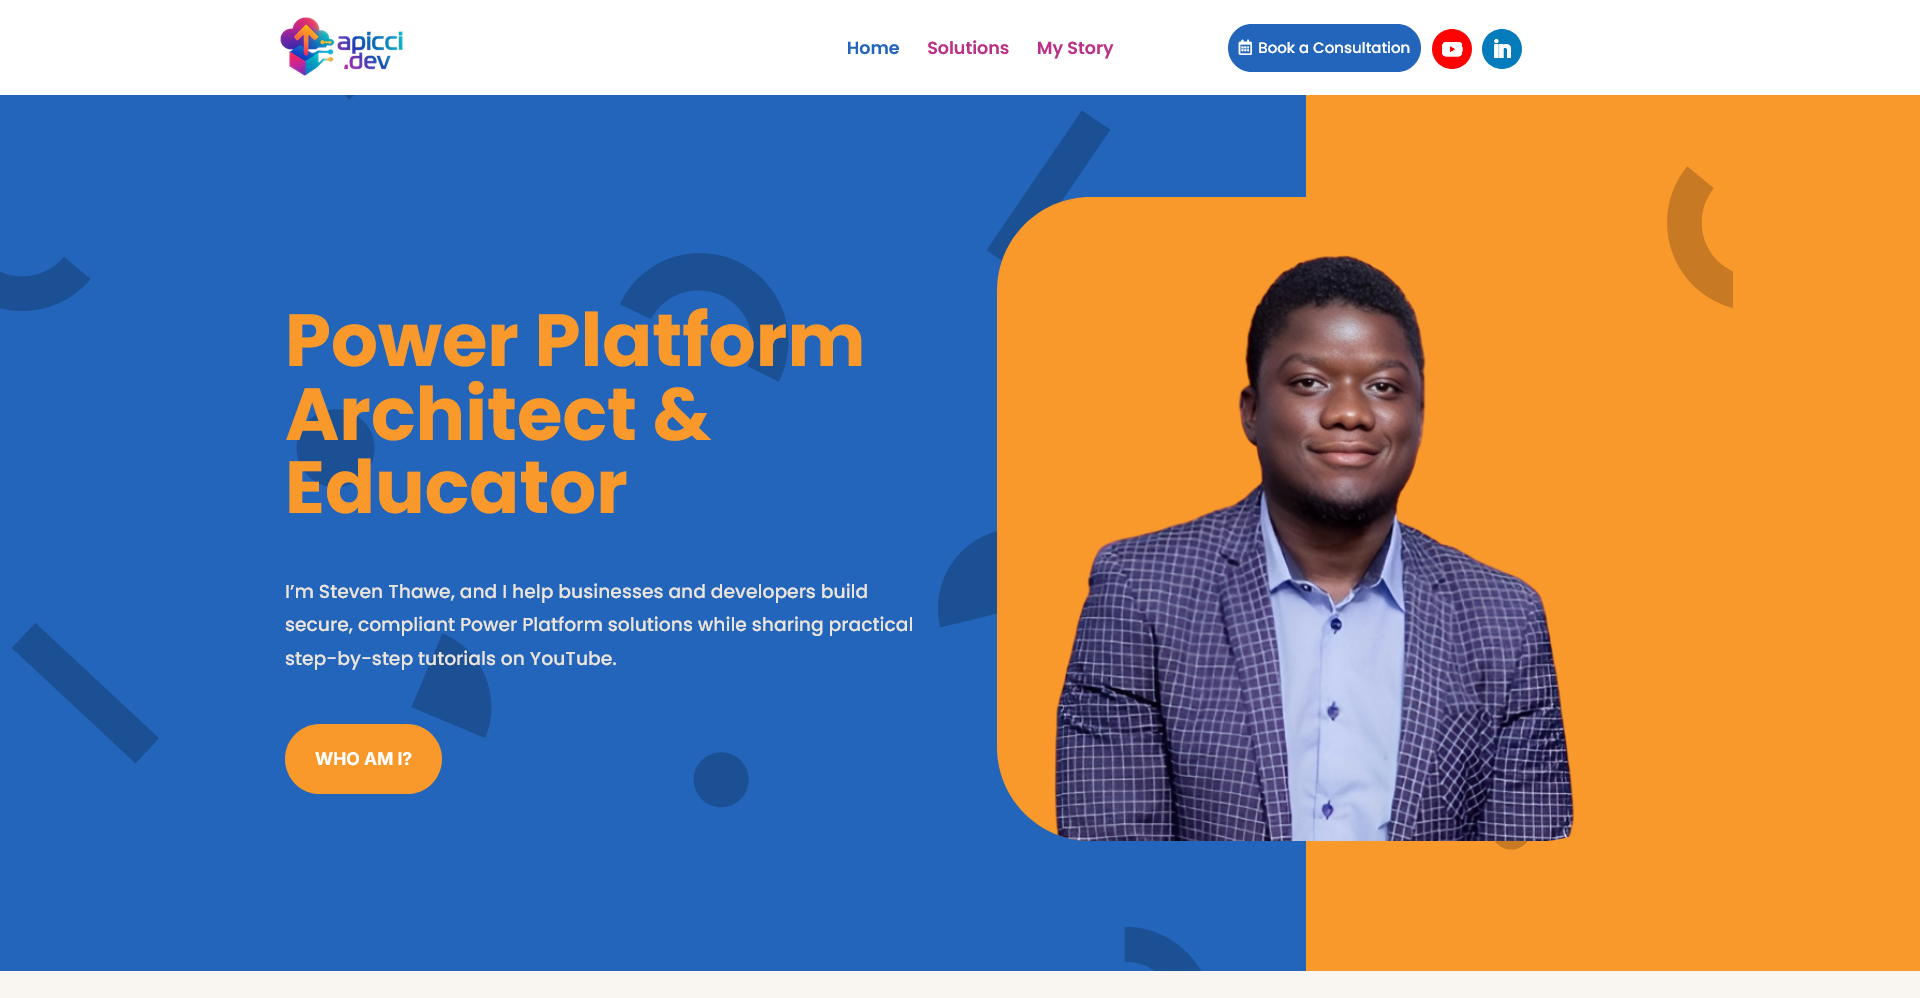 apicci
.dev
Home
Solutions
My Story
Book a Consultation
in
Power Platform
Architect &
Educator
I’m Steven Thawe, and I help businesses and developers build
secure, compliant Power Platform solutions while sharing practical
step-by-step tutorials on YouTube.
WHO AM I?